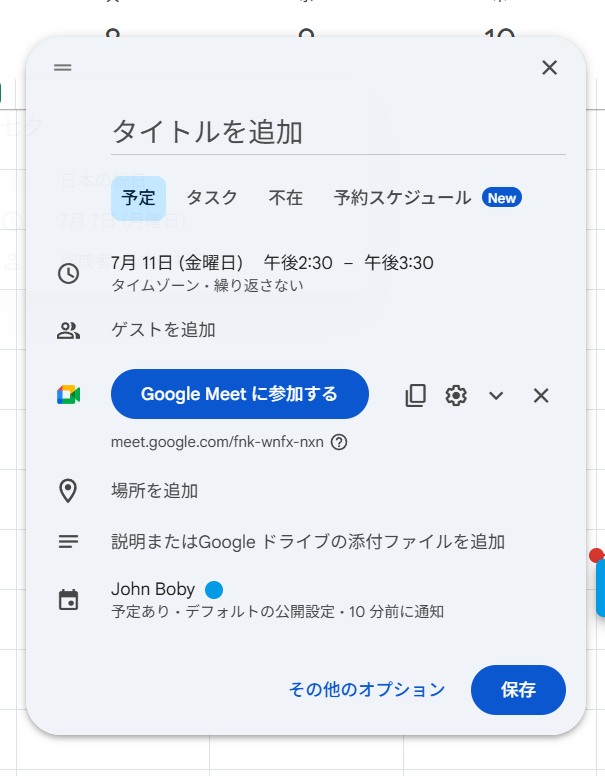 8 9 10
タイトルを追加
予定 タスク 不在 予約スケジュール New
7月 11日 (金曜日) 午後2:30 – 午後3:30
タイムゾーン・繰り返さない
ゲストを追加
Google Meet に参加する
meet.google.com/fnk-wnfx-nxn
場所を追加
説明またはGoogle ドライブの添付ファイルを追加
John Boby
予定あり・デフォルトの公開設定・10 分前に通知
その他のオプション 保存